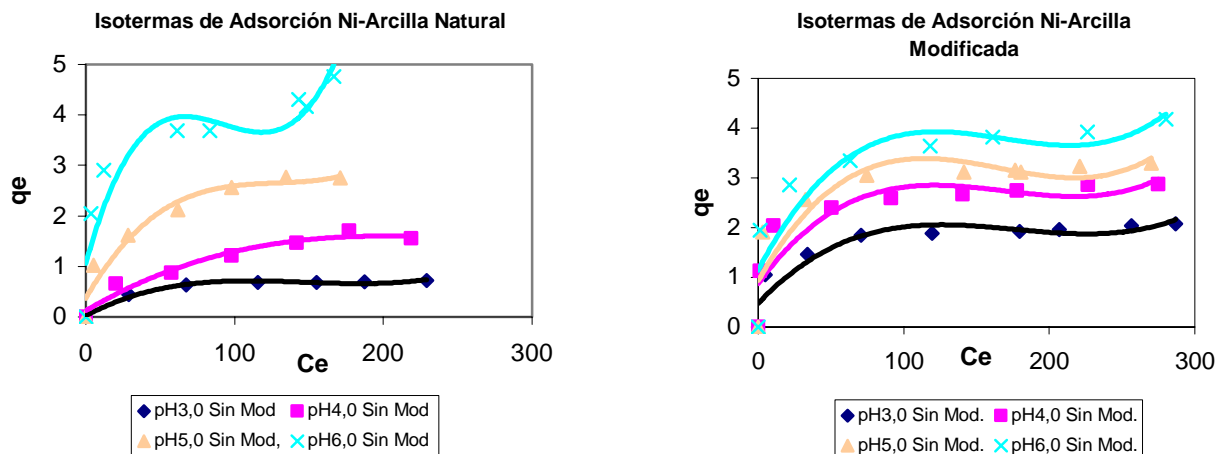 Isotermas de Adsorción Ni-Arcilla Natural
5
4
3
2
1
0
qe
0
100
200
300
Ce
pH3,0 Sin Mod
pH4,0 Sin Mod
pH5,0 Sin Mod,
pH6,0 Sin Mod
Isotermas de Adsorción Ni-Arcilla
Modificada
5
4
3
2
1
0
qe
0
100
200
300
Ce
pH3,0 Sin Mod.
pH4,0 Sin Mod.
pH5,0 Sin Mod.
pH6,0 Sin Mod.